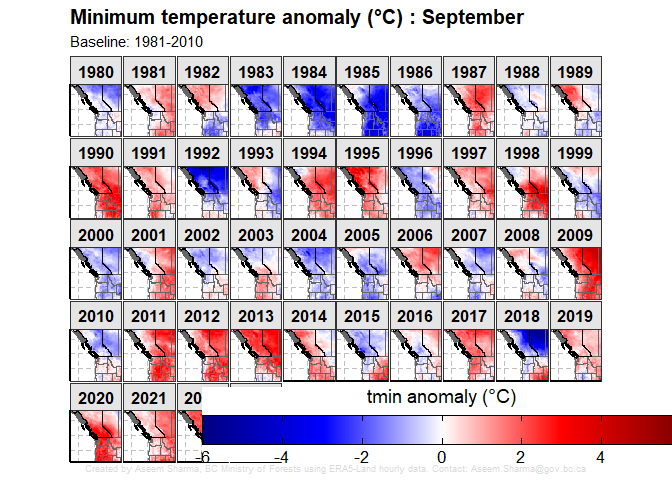 Minimum temperature anomaly (°C) : September
Baseline: 1981-2010
1980 1981 1982 1983 1984 1985 1986 1987 1988 1989
1990 1991 1992 1993 1994 1995 1996 1997 1998 1999
2000 2001 2002 2003 2004 2005 2006 2007 2008 2009
2010 2011 2012 2013 2014 2015 2016 2017 2018 2019
2020 2021 20
tmin anomaly (°C)
-6 -4 -2 0 2 4
Created by Aseem Sharma, BC Ministry of Forests using ERA5-Land hourly data. Contact: Aseem.Sharma@gov.bc.ca